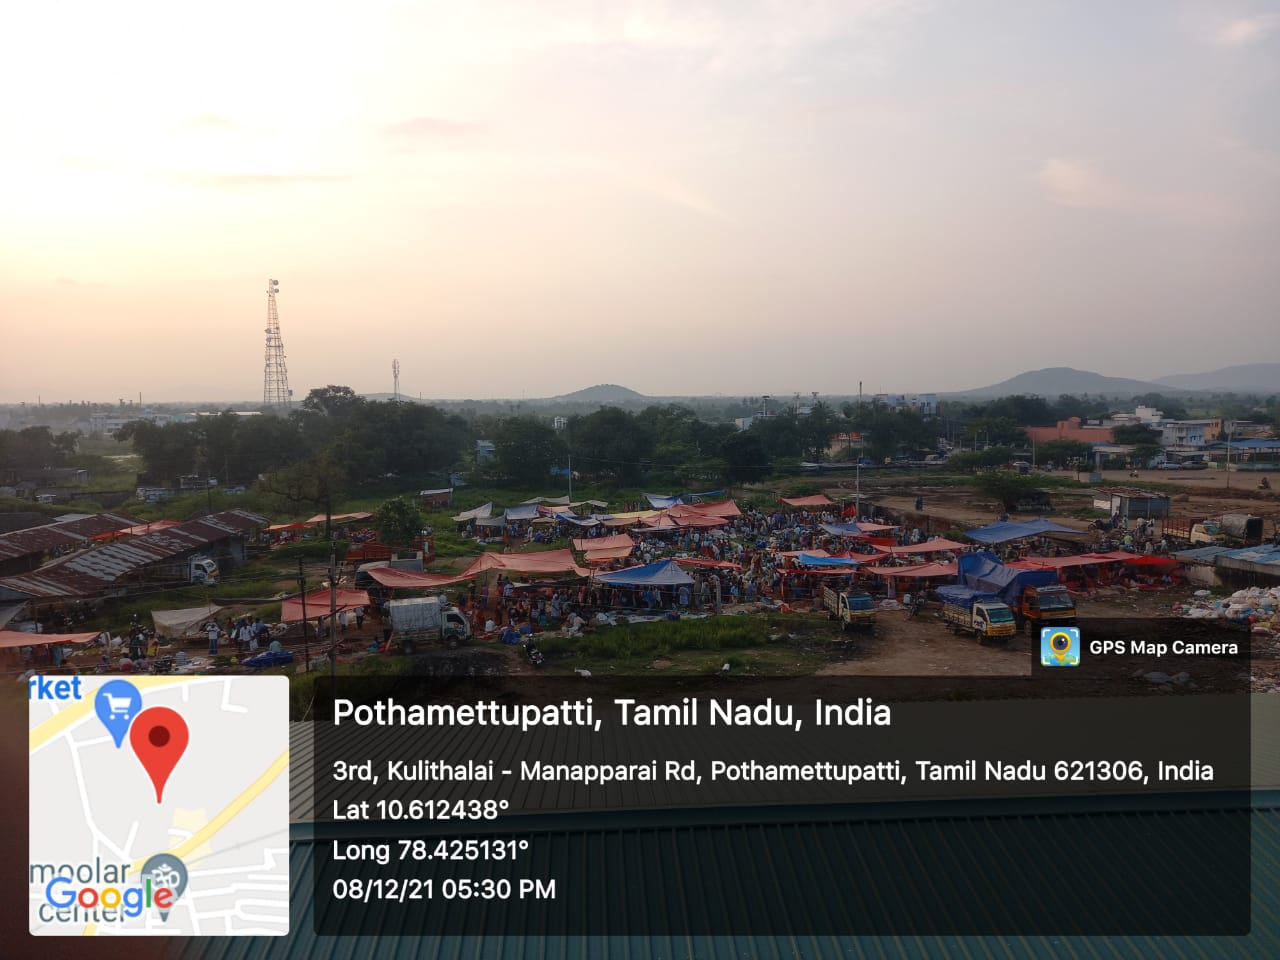 GPS Map Camera
rket
moolar
Google
center
Pothamettupatti, Tamil Nadu, India
3rd, Kulithalai - Manapparai Rd, Pothamettupatti, Tamil Nadu 621306, India
Lat 10.612438°
Long 78.425131°
08/12/21 05:30 PM